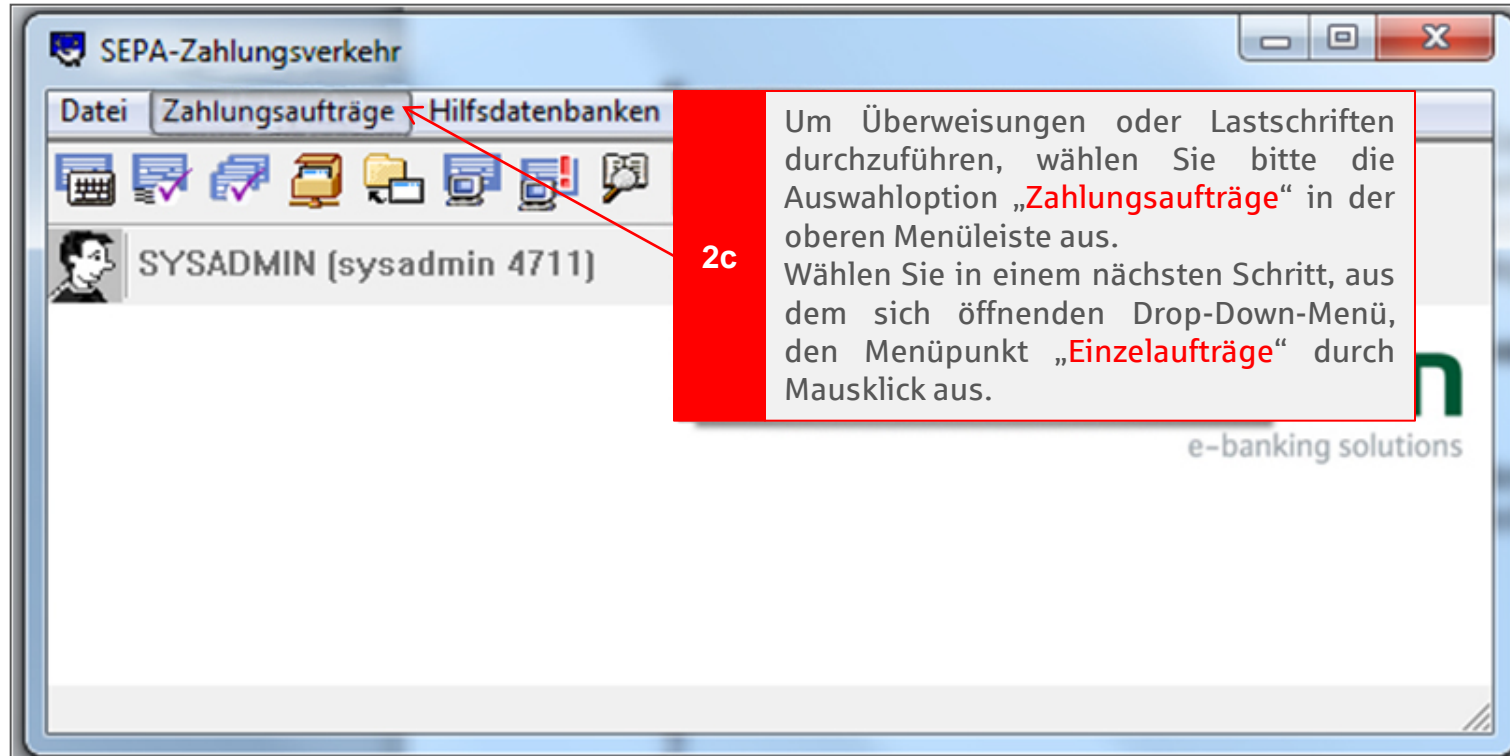 SEPA-Zahlungsverkehr
Datei Zahlungsaufträge Hilfsdatenbanken
SYSADMIN (sysadmin 4711)
2c
Um Überweisungen oder Lastschriften
durchzuführen, wählen Sie bitte die
Auswahloption „Zahlungsaufträge“ in der
oberen Menüleiste aus.
Wählen Sie in einem nächsten Schritt, aus
dem sich öffnenden Drop-Down-Menü,
den Menüpunkt „Einzelaufträge“ durch
Mausklick aus.
e-banking solutions